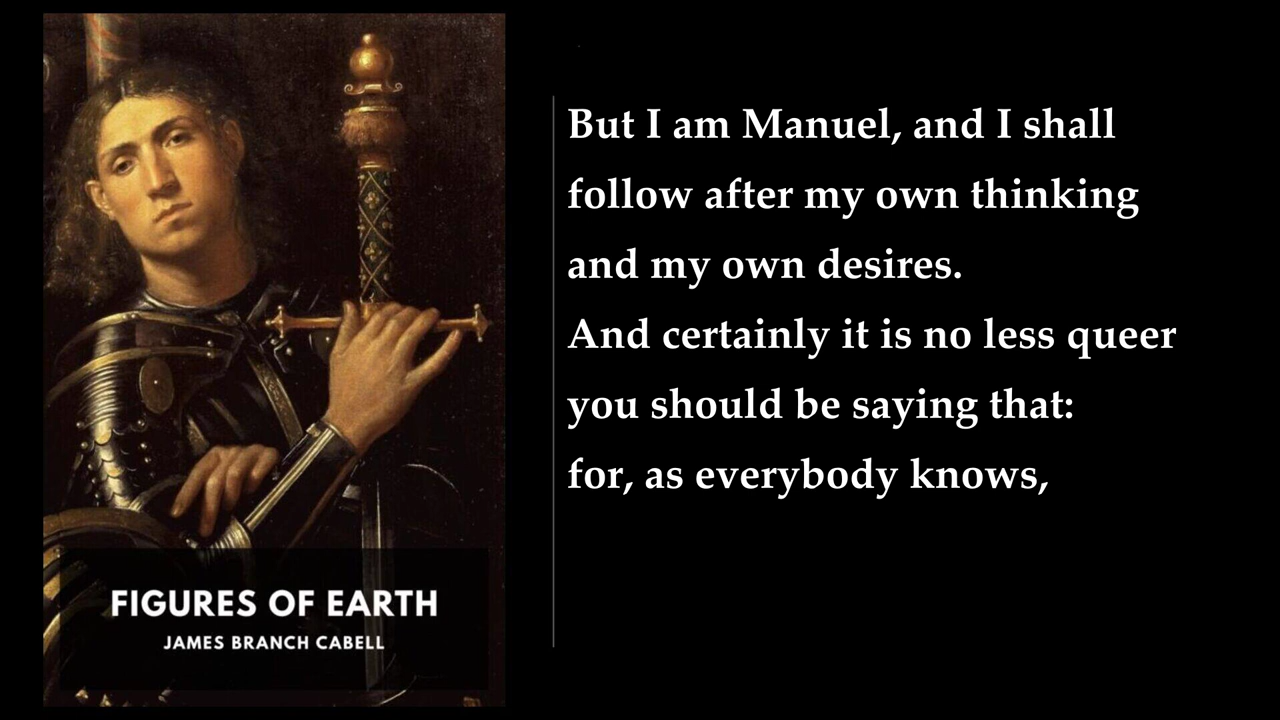 FIGURES OF EARTH
JAMES BRANCH CABELL
But I am Manuel, and I shall
follow after my own thinking
and my own desires.
And certainly it is no less queer
you should be saying that:
for, as everybody knows,